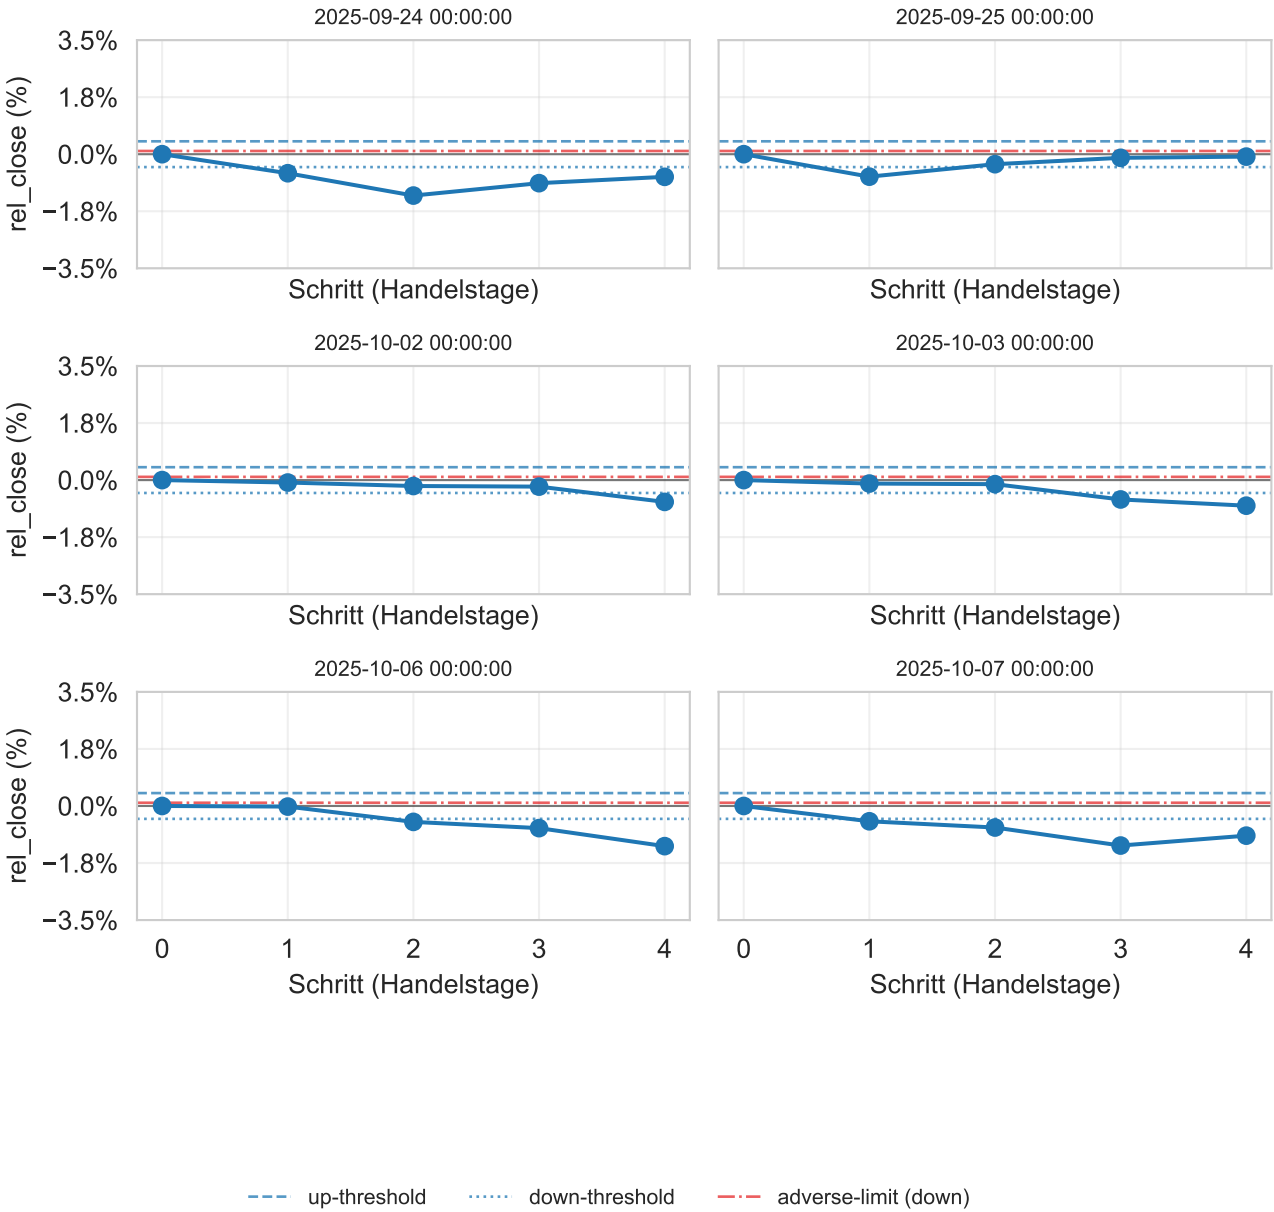 2025-09-24 00:00:00
2025-09-25 00:00:00
3.5%
1.8%
0.0%
−1.8%
−3.5%
rel_close (%)
Schritt (Handelstage)
Schritt (Handelstage)
2025-10-02 00:00:00
2025-10-03 00:00:00
3.5%
1.8%
0.0%
−1.8%
−3.5%
rel_close (%)
Schritt (Handelstage)
Schritt (Handelstage)
2025-10-06 00:00:00
2025-10-07 00:00:00
3.5%
1.8%
0.0%
−1.8%
−3.5%
rel_close (%)
0 1 2 3 4
0 1 2 3 4
Schritt (Handelstage)
Schritt (Handelstage)
up-threshold
down-threshold
adverse-limit (down)